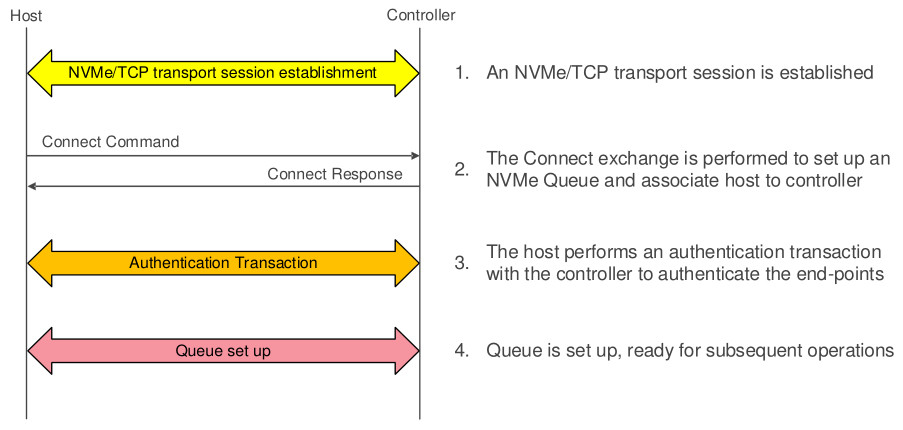 Host
Controller
NVMe/TCP transport session establishment
1. An NVMe/TCP transport session is established
Connect Command
Connect Response
2. The Connect exchange is performed to set up an
NVMe Queue and associate host to controller
Authentication Transaction
3. The host performs an authentication transaction
with the controller to authenticate the end-points
Queue set up
4. Queue is set up, ready for subsequent operations